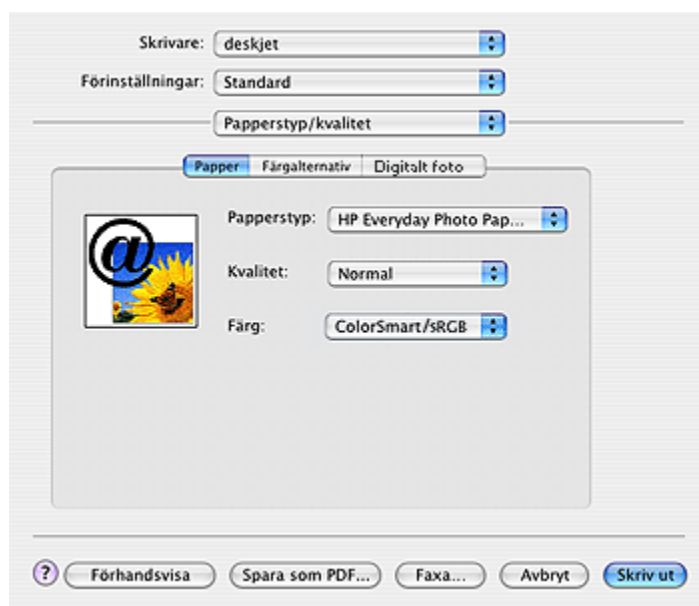 Skrivare: deskjet
Förinställningar: Standard
Papperstyp/kvalitet
Papper Färgalternativ Digitalt foto
@
Papperstyp: HP Everyday Photo Pap...
Kvalitet: Normal
Färg: ColorSmart/sRGB
? Förhandsvisa Spara som PDF... Faxa... Avbryt Skriv ut